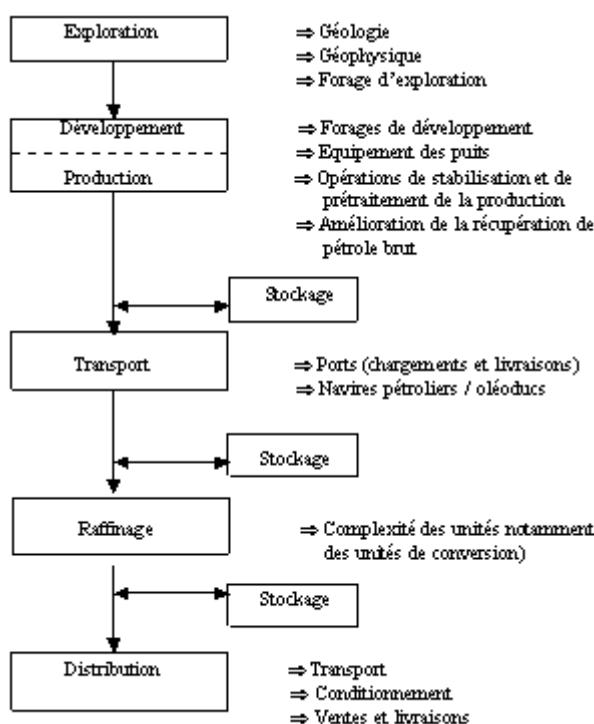 Exploration
⇒ Géologie
⇒ Géophysique
⇒ Forage d'exploration
Développement
⇒ Forages de développement
⇒ Equipement des puits
Production
⇒ Opérations de stabilisation et de
prétraitement de la production
⇒ Amélioration de la récupération de
pétrole brut
Stockage
Transport
⇒ Ports (chargements et livraisons)
⇒ Navires pétroliers / oléoducs
Stockage
Raffinage
⇒ Complexité des unités notamment
des unités de conversion)
Stockage
Distribution
⇒ Transport
⇒ Conditionnement
⇒ Ventes et livraisons